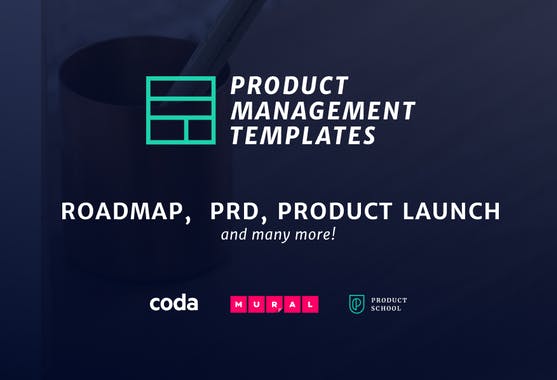 PRODUCT
MANAGEMENT
TEMPLATES
ROADMAP, PRD, PRODUCT LAUNCH
and many more!
coda
MURAL
PRODUCT
SCHOOL